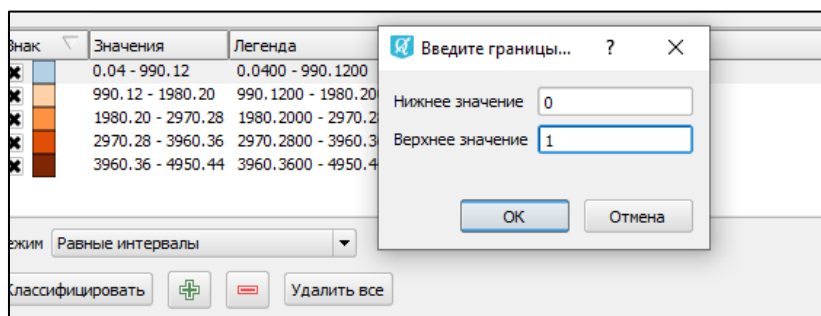 Знак Значения Легенда
0.04 - 990.12 0.0400 - 990.1200
990.12 - 1980.20 990.1200 - 1980.20
1980.20 - 2970.28 1980.2000 - 2970.2
2970.28 - 3960.36 2970.2800 - 3960.3
3960.36 - 4950.44 3960.3600 - 4950.4
Введите границы... ?
Нижнее значение 0
Верхнее значение 1
ОК Отмена
ежим Равные интервалы
Классифицировать Удалить все